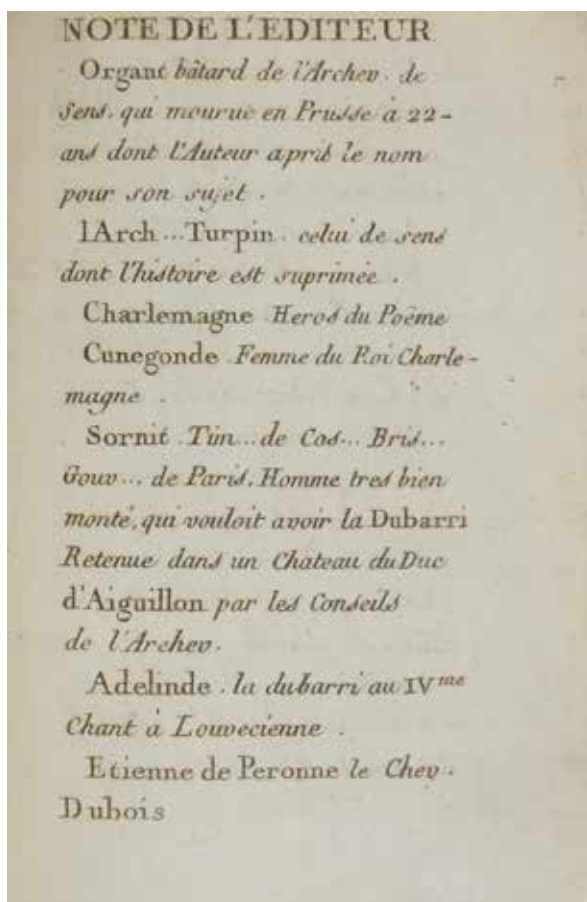 NOTE DE L'EDITEUR
Organt bâtard de l'Archev. de
Sens. qui mourut en Prusse à 22-
ans dont l'Auteur a pris le nom
pour son sujet .
lArch ... Turpin . celui de sens
dont l'histoire est suprimée .
Charlemagne Heros du Poême
Cunegonde . Femme du Roi Charle-
magne .
Sornit . Tim ... de Cos ... Bris ...
Gouv ... de Paris. Homme tres bien
monté, qui vouloit avoir la Dubarri
Retenue dans un Chateau du Duc
d'Aiguillon par les Conseils
de l'Archev.
Adelinde . la dubarri au IVme
Chant à Louvecienne .
Etienne de Peronne le Chev .
Dubois